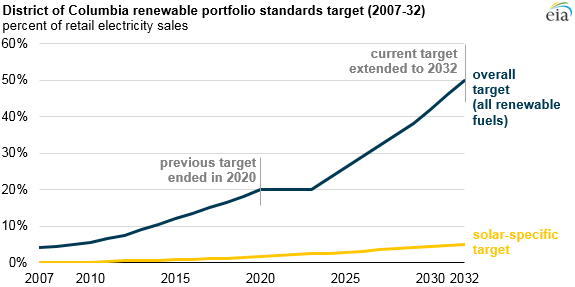 District of Columbia renewable portfolio standards target (2007-32)
percent of retail electricity sales
eia
60%
50%
40%
30%
20%
10%
0%
current target
extended to 2032
overall
target
(all renewable
fuels)
previous target
ended in 2020
solar-specific
target
2007
2010
2015
2020
2025
2030
2032